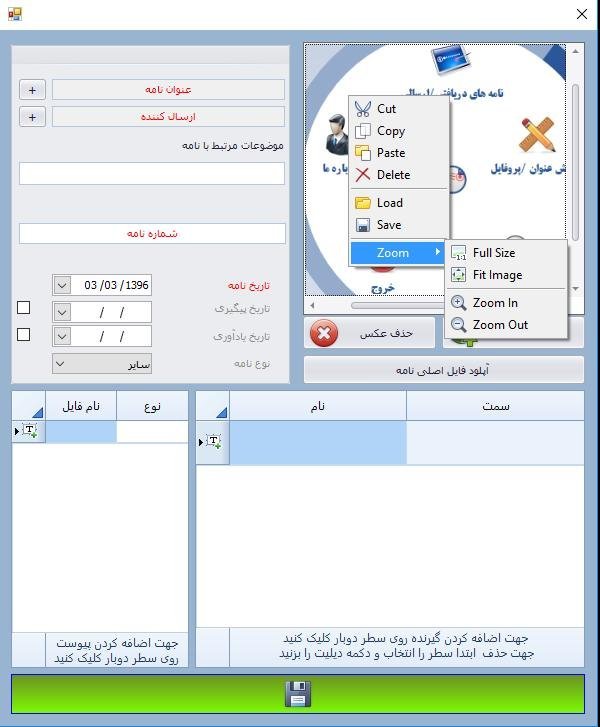 عنوان نامه
+
ارسال کننده
+
موضوعات مرتبط با نامه
شماره نامه
تاریخ نامه
03 /03 /1396
تاریخ پیگیری
/ /
تاریخ یادآوری
/ /
نوع نامه
سایر
نامه های دریافتی /ارسالی
ش عنوان /پروفایل
باره ما
خروج
Cut
Copy
Paste
Delete
Load
Save
Zoom
Full Size
Fit Image
Zoom In
Zoom Out
حذف عکس
آپلود فایل اصلی نامه
سمت
نام
نوع
نام فایل
جهت اضافه کردن گیرنده روی سطر دوبار کلیک کنید
جهت حذف ابتدا سطر را انتخاب و دکمه دیلیت را بزنید
جهت اضافه کردن پیوست
روی سطر دوبار کلیک کنید